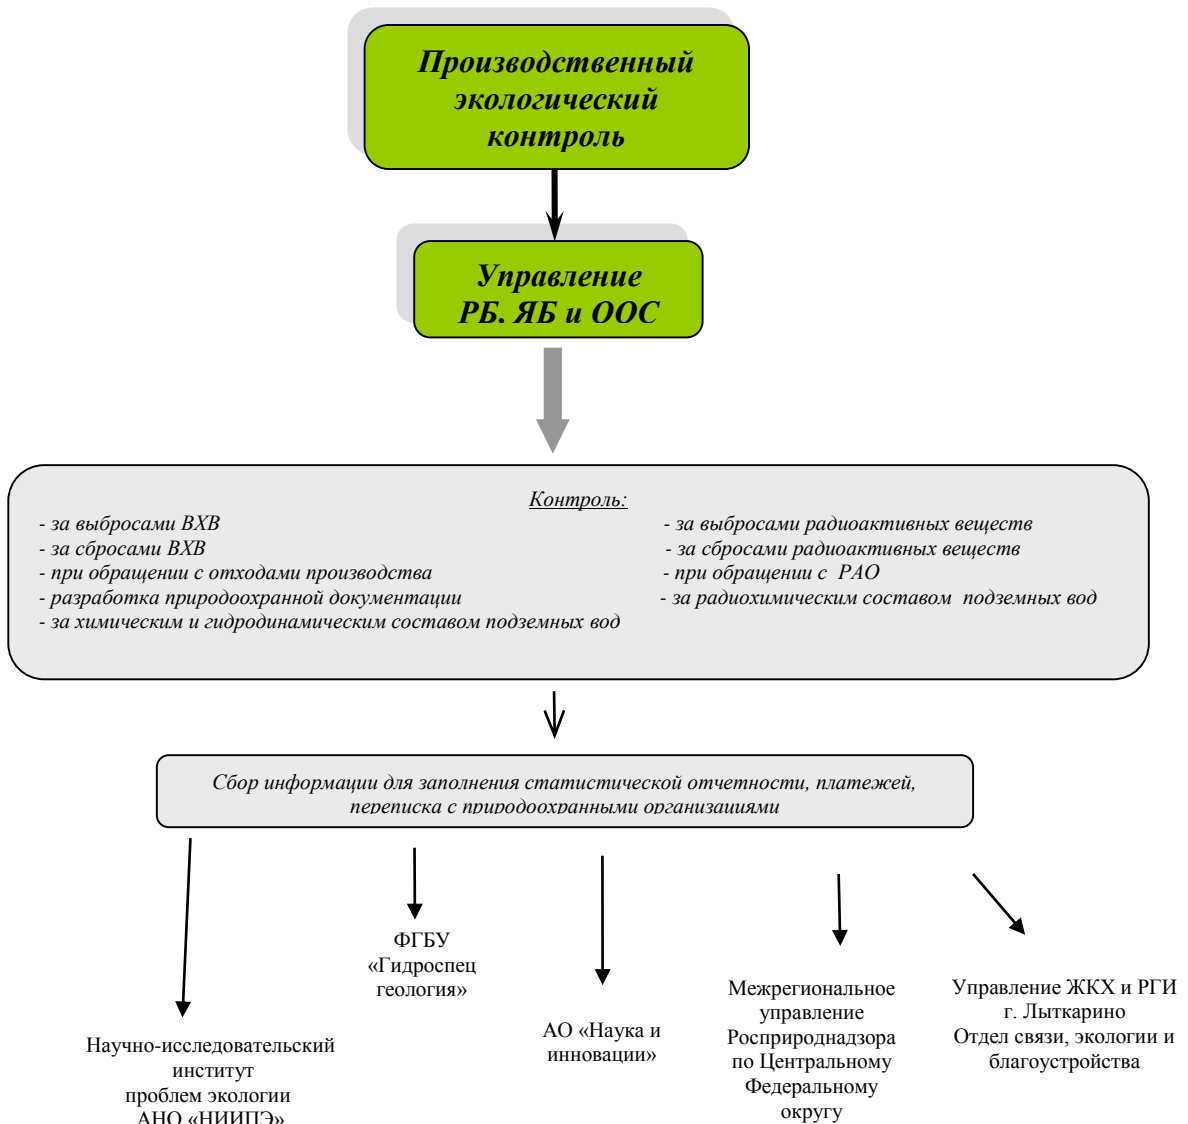 Производственный
экологический
контроль
Управление
РБ. ЯБ и ООС
Контроль:
- за выбросами ВХВ
- за сбросами ВХВ
- при обращении с отходами производства
- разработка природоохранной документации
- за химическим и гидродинамическим составом подземных вод
- за выбросами радиоактивных веществ
- за сбросами радиоактивных веществ
- при обращении с РАО
- за радиохимическим составом подземных вод
Сбор информации для заполнения статистической отчетности, платежей,
переписка с природоохранными организациями
Научно-исследовательский
институт
проблем экологии
АНО «НИИПЭ»
ФГБУ
«Гидроспец
геология»
АО «Наука и
инновации»
Межрегиональное
управление
Росприроднадзора
по Центральному
Федеральному
округу
Управление ЖКХ и РГИ
г. Лыткарино
Отдел связи, экологии и
благоустройства